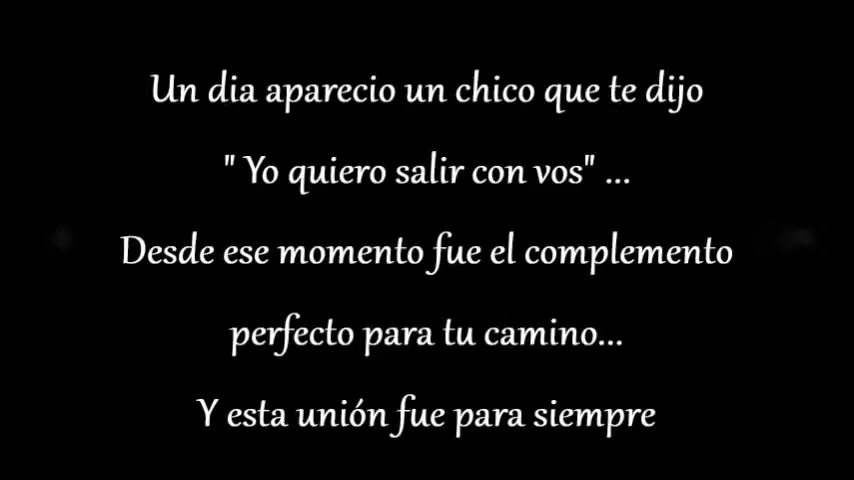 Un dia aparecio un chico que te dijo
" Yo quiero salir con vos" ...
Desde ese momento fue el complemento
perfecto para tu camino...
Y esta unión fue para siempre